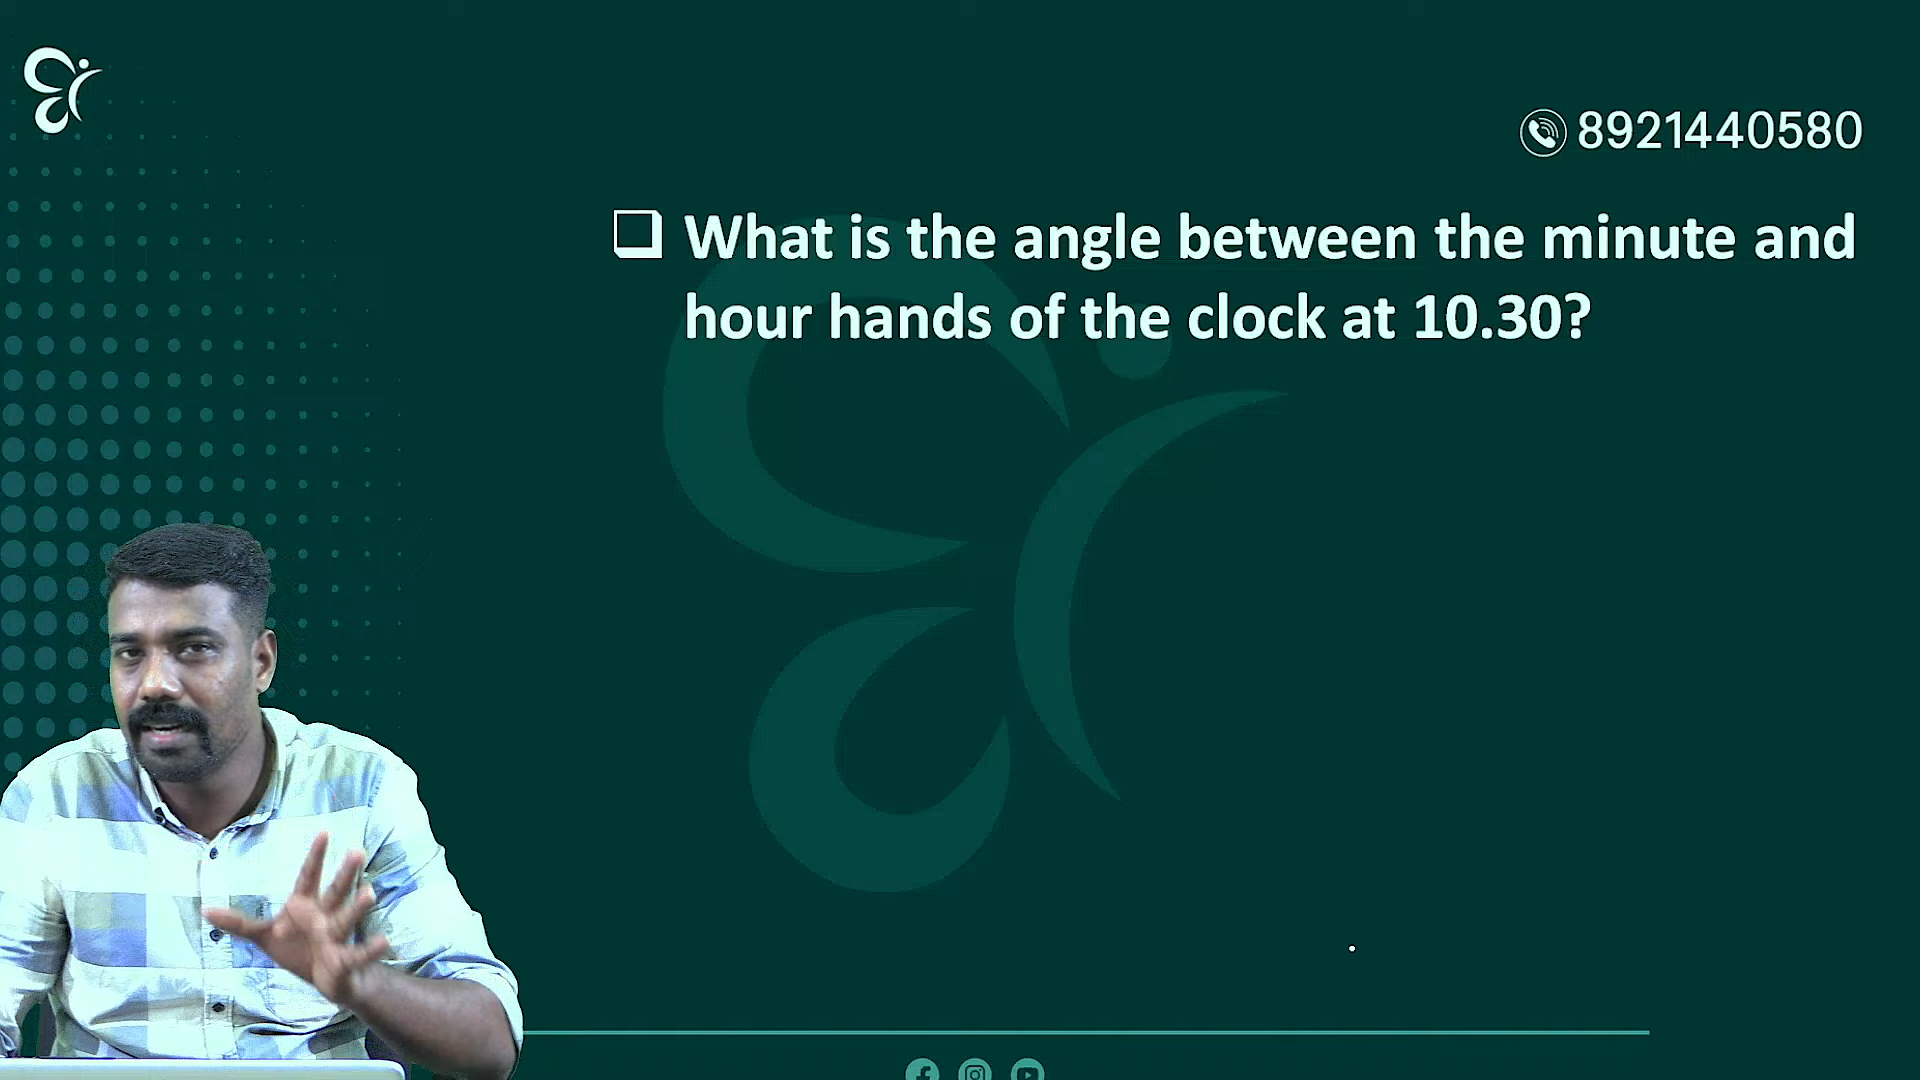 8921440580
❑ What is the angle between the minute and
hour hands of the clock at 10.30?